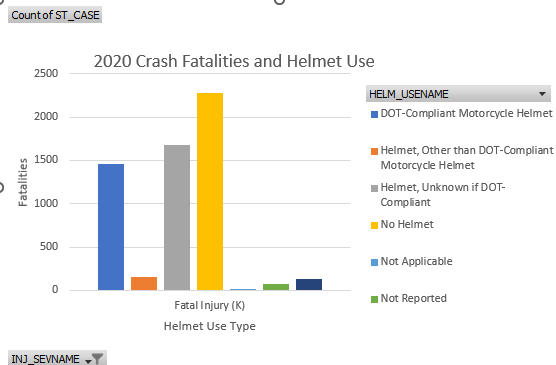 Count of ST_CASE
2020 Crash Fatalities and Helmet Use
2500
2000
1500
1000
500
0
Fatalities
Fatal Injury (K)
Helmet Use Type
HELM_USENAME
DOT-Compliant Motorcycle Helmet
Helmet, Other than DOT-Compliant
Motorcycle Helmet
Helmet, Unknown if DOT-
Compliant
No Helmet
Not Applicable
Not Reported
INJ_SEVNAME